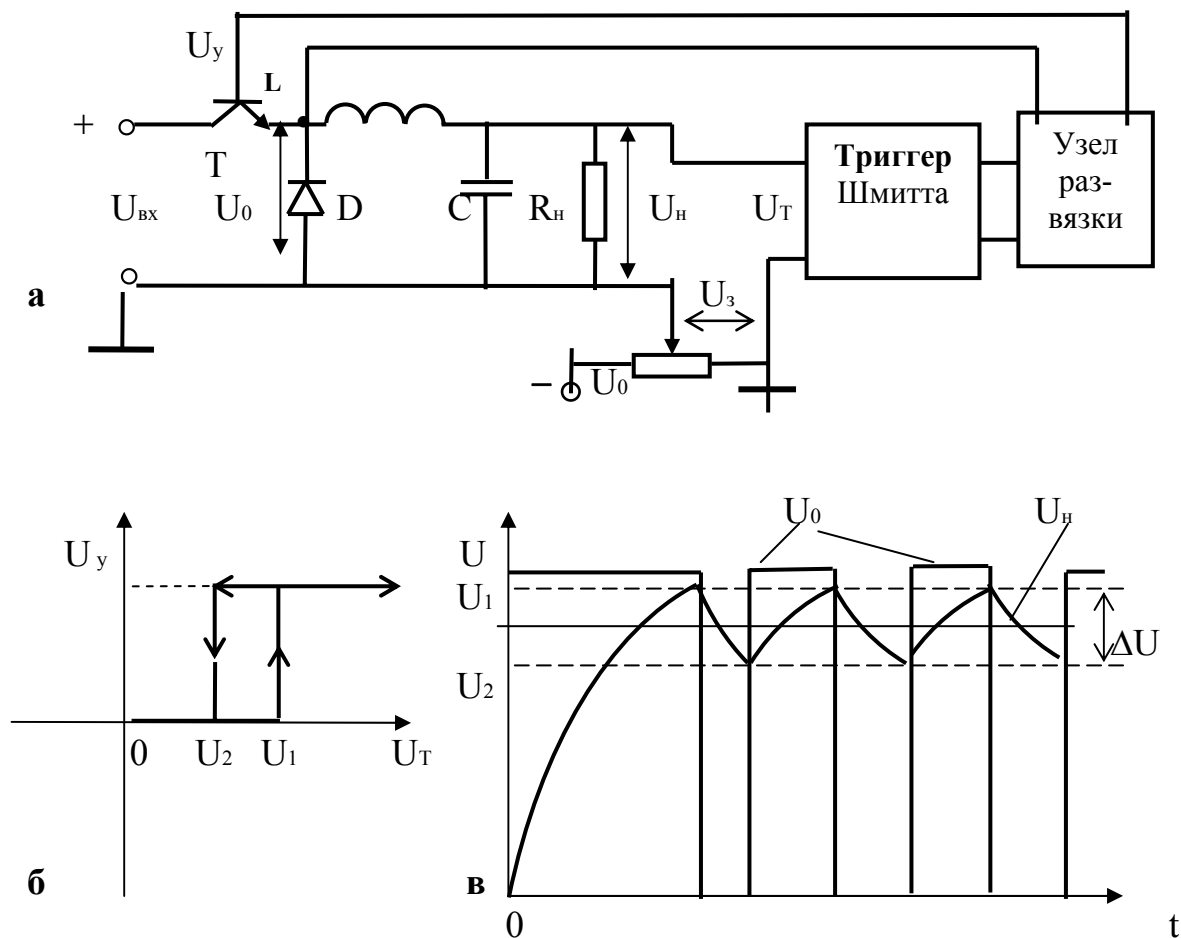 Uу
L
+
T
Uвх
U0
D
C
Rн
Uн
UT
Триггер
Шмитта
Узел
раз-
вязки
а
Uз
–
U0
U у
0
U2
U1
UT
б
U
U1
U2
U0
Uн
ΔU
в
0
t